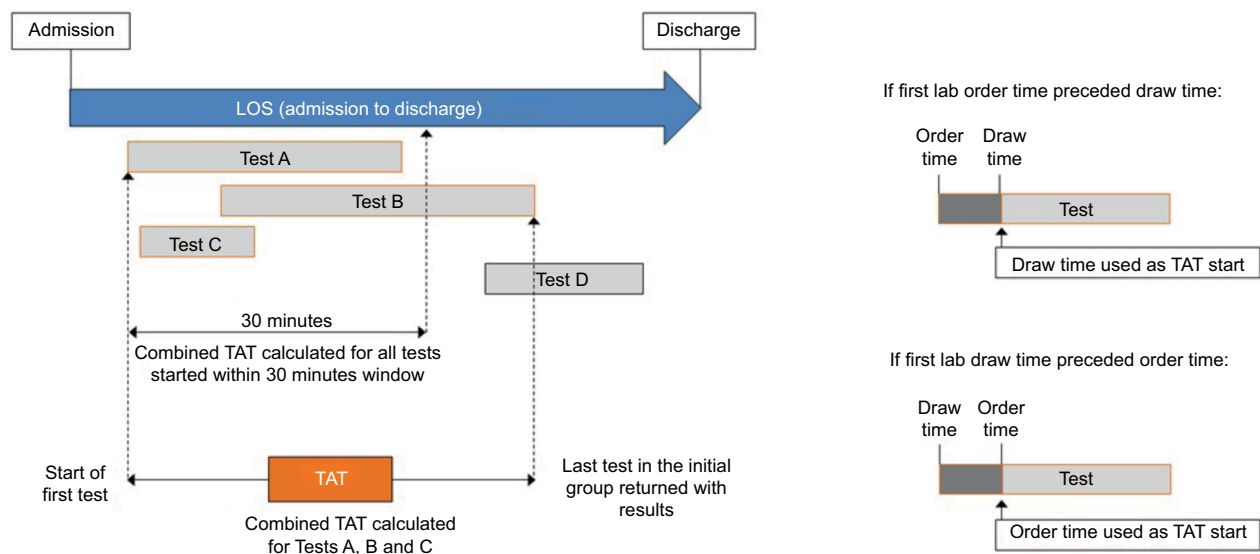 Admission
Discharge
LOS (admission to discharge)
Test A
Test B
Test C
Test D
30 minutes
Combined TAT calculated for all tests
started within 30 minutes window
Start of
first test
TAT
Last test in the initial
group returned with
results
Combined TAT calculated
for Tests A, B and C
If first lab order time preceded draw time:
Order
time
Draw
time
Test
Draw time used as TAT start
If first lab draw time preceded order time:
Draw
time
Order
time
Test
Order time used as TAT start